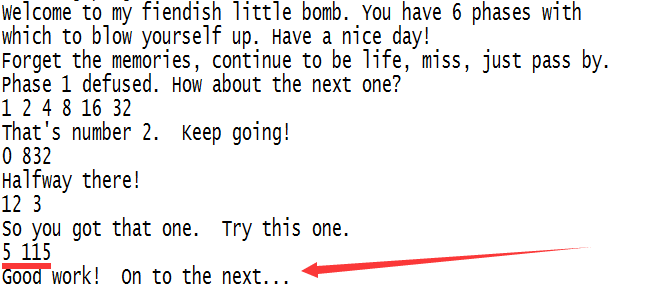 Welcome to my fiendish little bomb. You have 6 phases with
which to blow yourself up. Have a nice day!
Forget the memories, continue to be life, miss, just pass by.
Phase 1 defused. How about the next one?
1 2 4 8 16 32
That's number 2.  Keep going!
0 832
Halfway there!
12 3
So you got that one.  Try this one.
5 115
Good work!  On to the next...